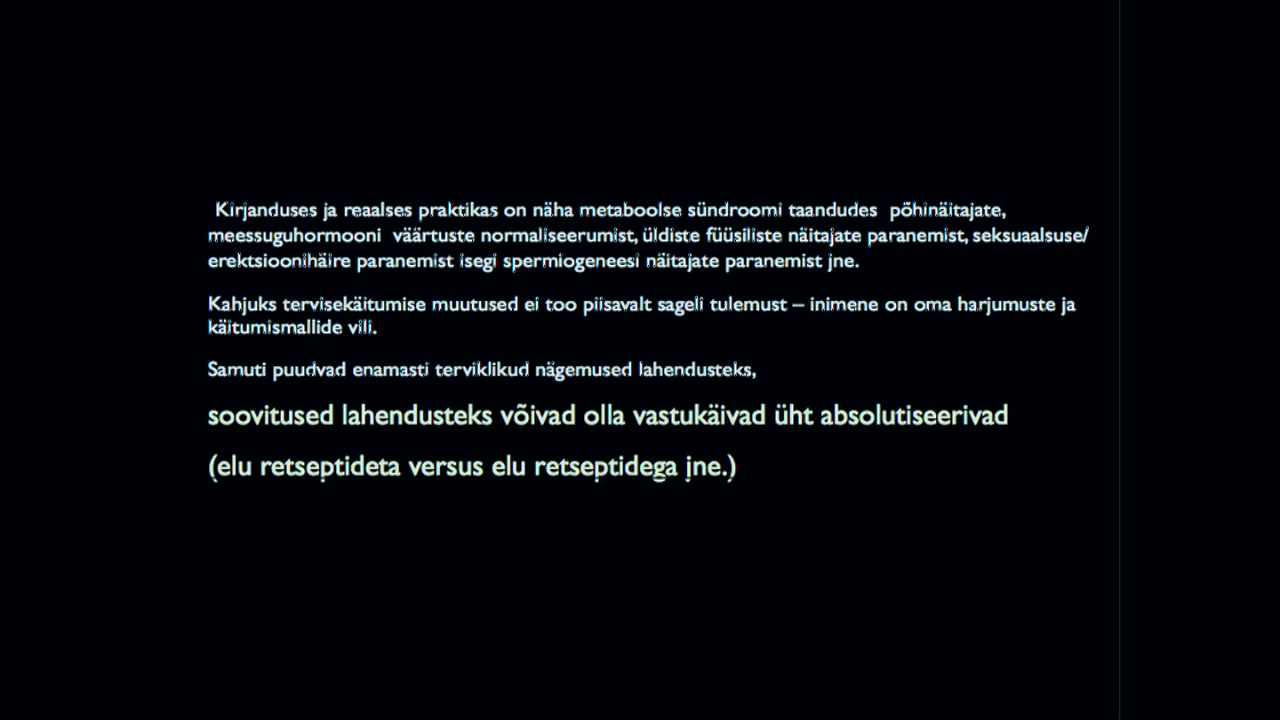 Kirjanduses ja reaalses praktikas on näha metaboolse sündroomi taandudes põhinäitajate,
meessuguhormooni väärtuste normaliseerumist, üldiste füüsiliste näitajate paranemist, seksuaalsuse/
erektsioonihäire paranemist isegi spermiogeneesi näitajate paranemist jne.
Kahjuks tervisekäitumise muutused ei too piisavalt sageli tulemust – inimene on oma harjumuste ja
käitumismallide vili.
Samuti puudvad enamasti terviklikud nägemused lahendusteks,
soovitused lahendusteks võivad olla vastukäivad üht absolutiseerivad
(elu retseptideta versus elu retseptidega jne.)